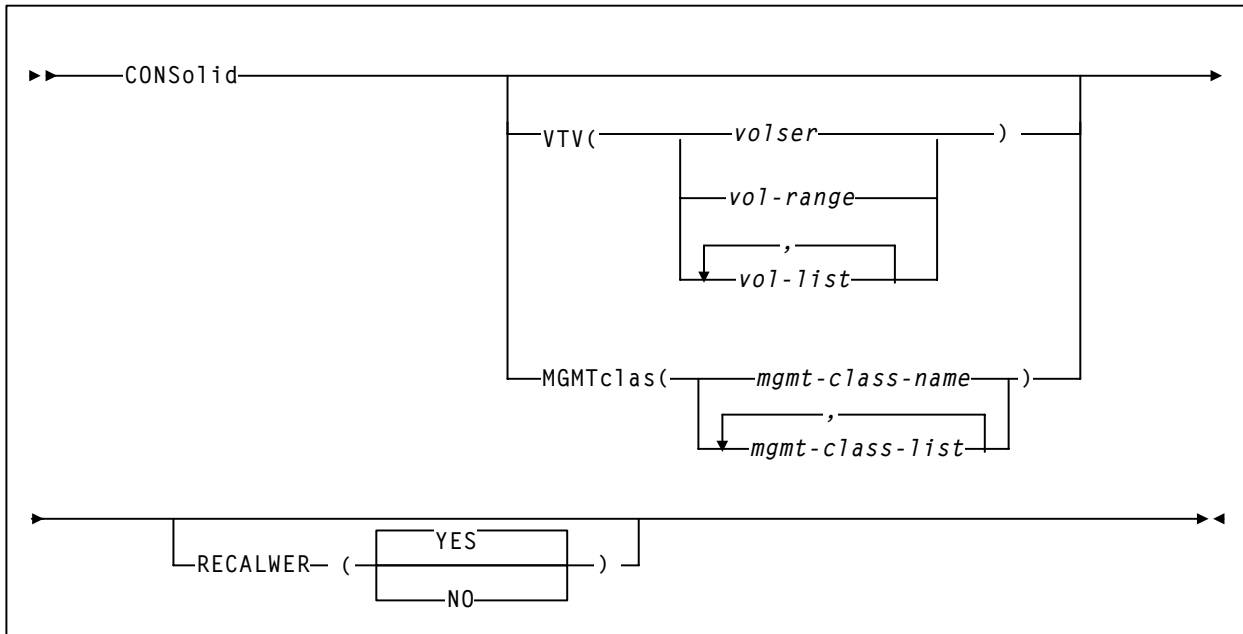 CONSolid
VTV( volser )
vol-range
,
vol-list
MGMTclas( mgmt-class-name )
,
mgmt-class-list
YES
RECALWER ( )
NO